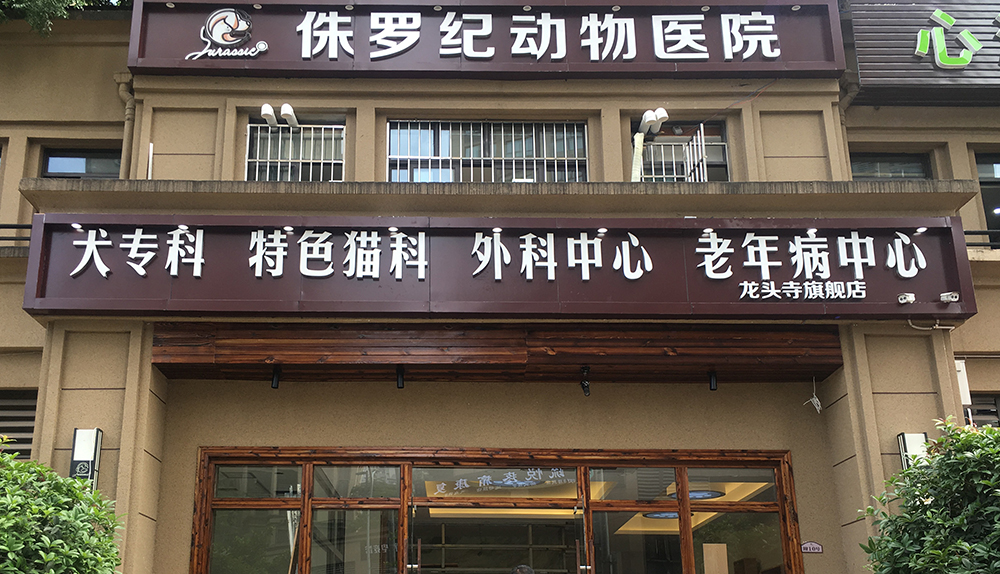 Jurassic
侏罗纪动物医院
心
犬专科 特色猫科 外科中心 老年病中心
龙头寺旗舰店